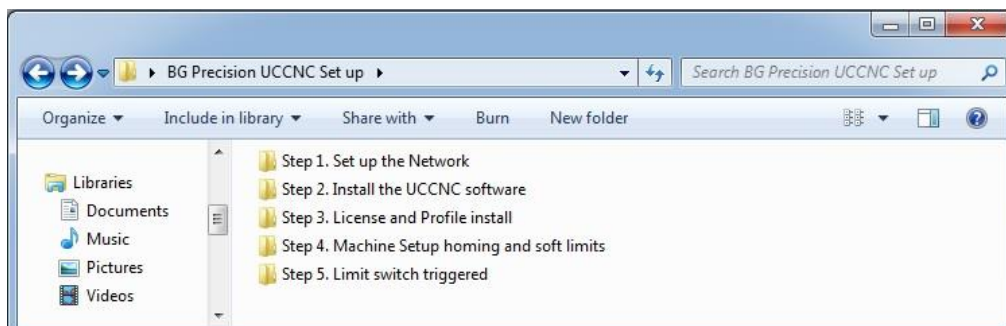 BG Precision UCCNC Set up
Search BG Precision UCCNC Set up
Organize
Include in library
Share with
Burn
New folder
Libraries
Documents
Music
Pictures
Videos
Step 1. Set up the Network
Step 2. Install the UCCNC software
Step 3. License and Profile install
Step 4. Machine Setup homing and soft limits
Step 5. Limit switch triggered